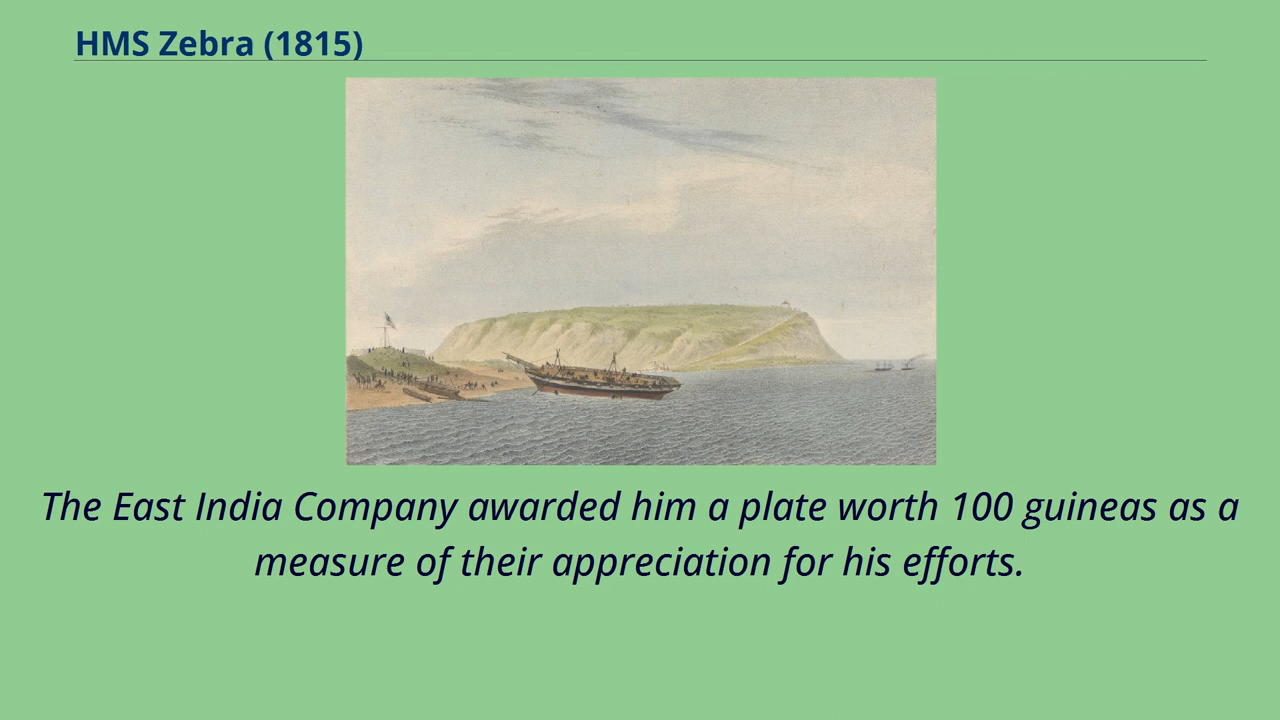 HMS Zebra (1815)
The East India Company awarded him a plate worth 100 guineas as a
measure of their appreciation for his efforts.